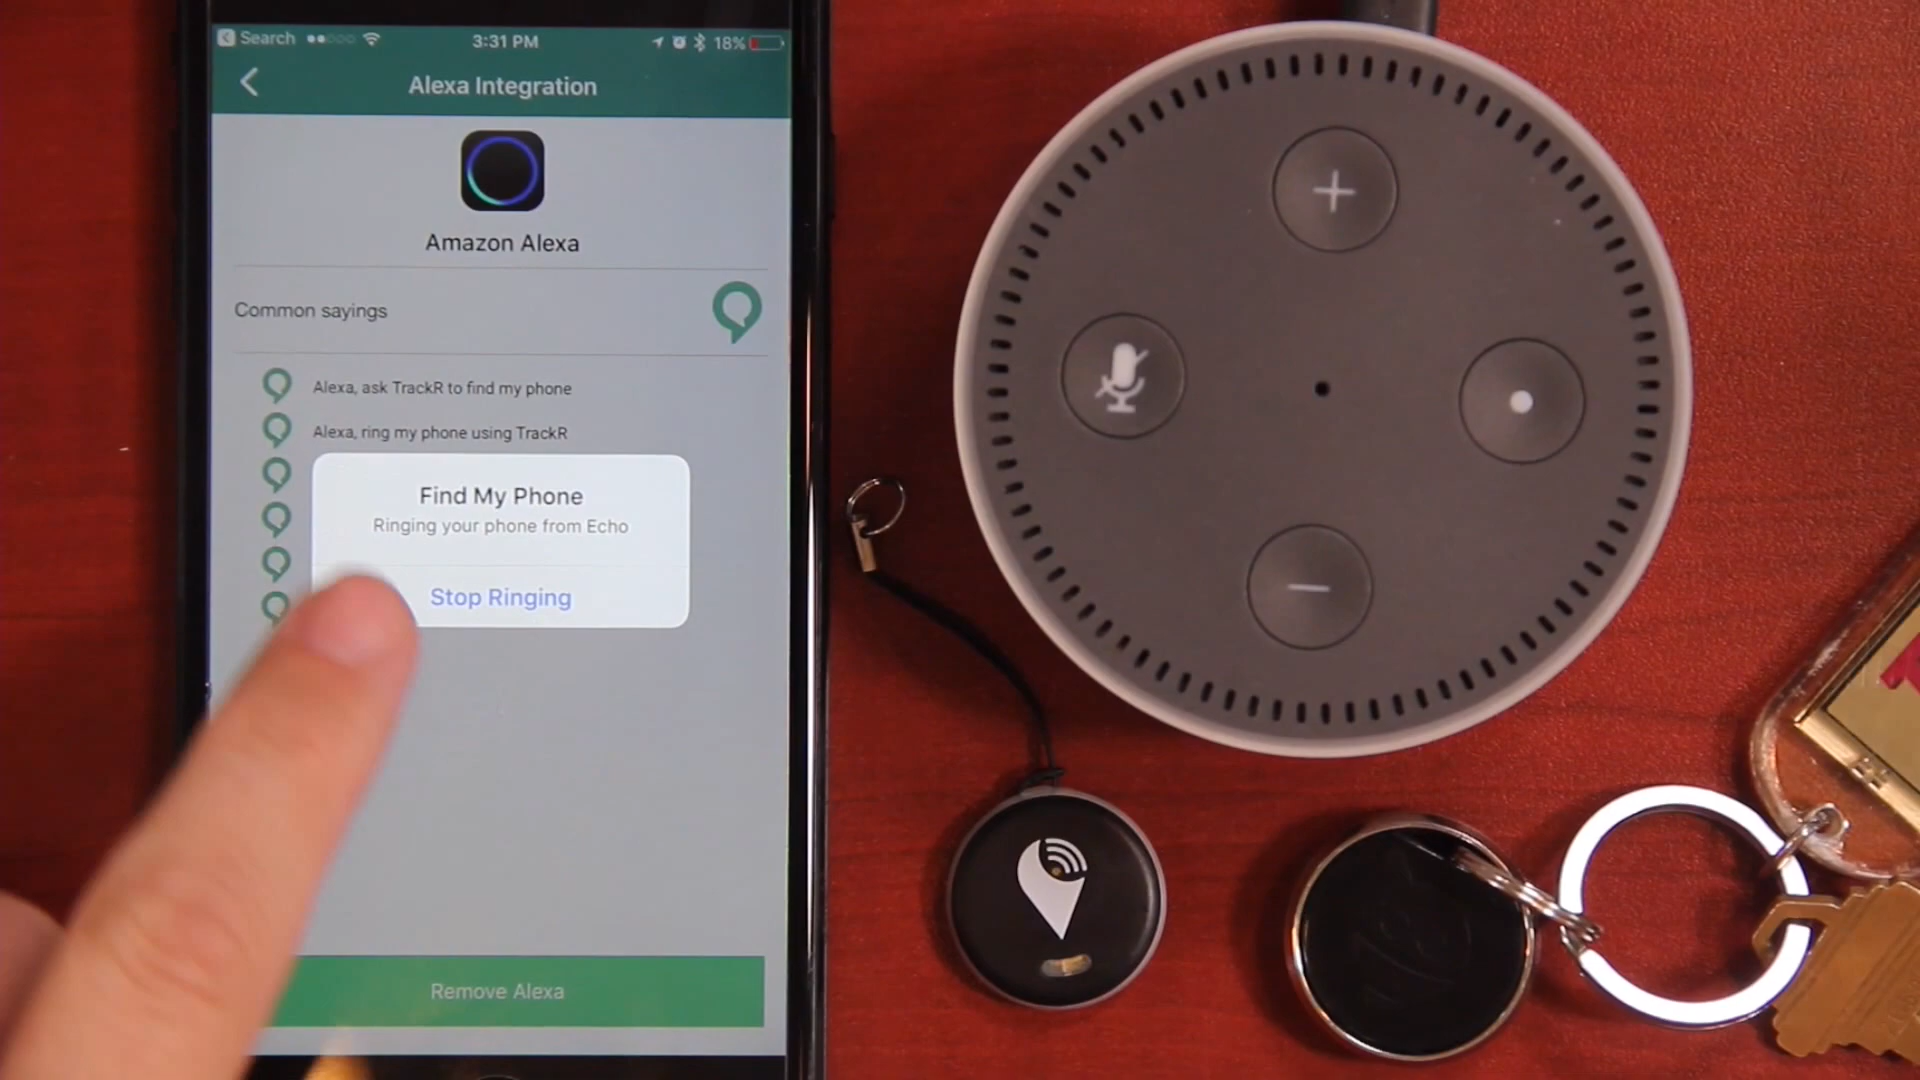 Search 3:31 PM 18%
Alexa Integration
Amazon Alexa
Common sayings
Alexa, ask TrackR to find my phone
Alexa, ring my phone using TrackR
Find My Phone
Ringing your phone from Echo
Stop Ringing
Remove Alexa